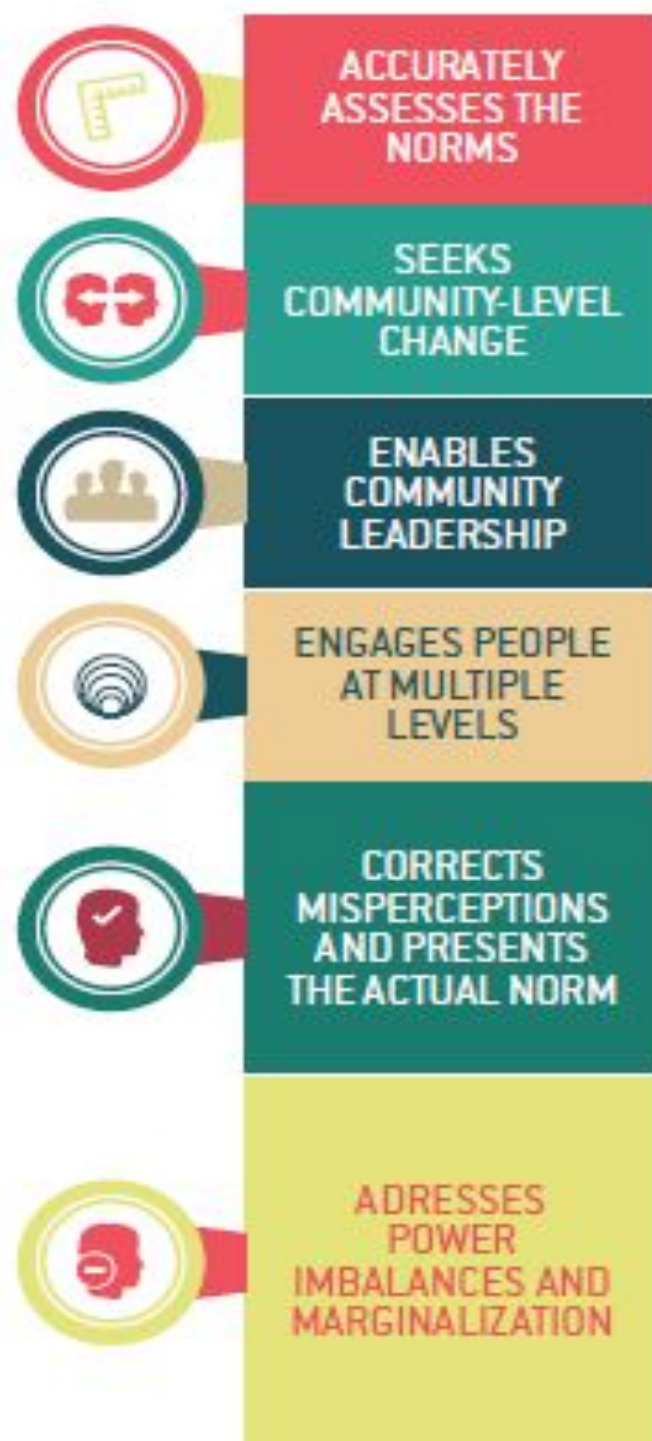 ACCURATELY
ASSESSES THE
NORMS
SEEKS
COMMUNITY-LEVEL
CHANGE
ENABLES
COMMUNITY
LEADERSHIP
ENGAGES PEOPLE
AT MULTIPLE
LEVELS
CORRECTS
MISPERCEPTIONS
AND PRESENTS
THE ACTUAL NORM
ADRESSES
POWER
IMBALANCES AND
MARGINALIZATION